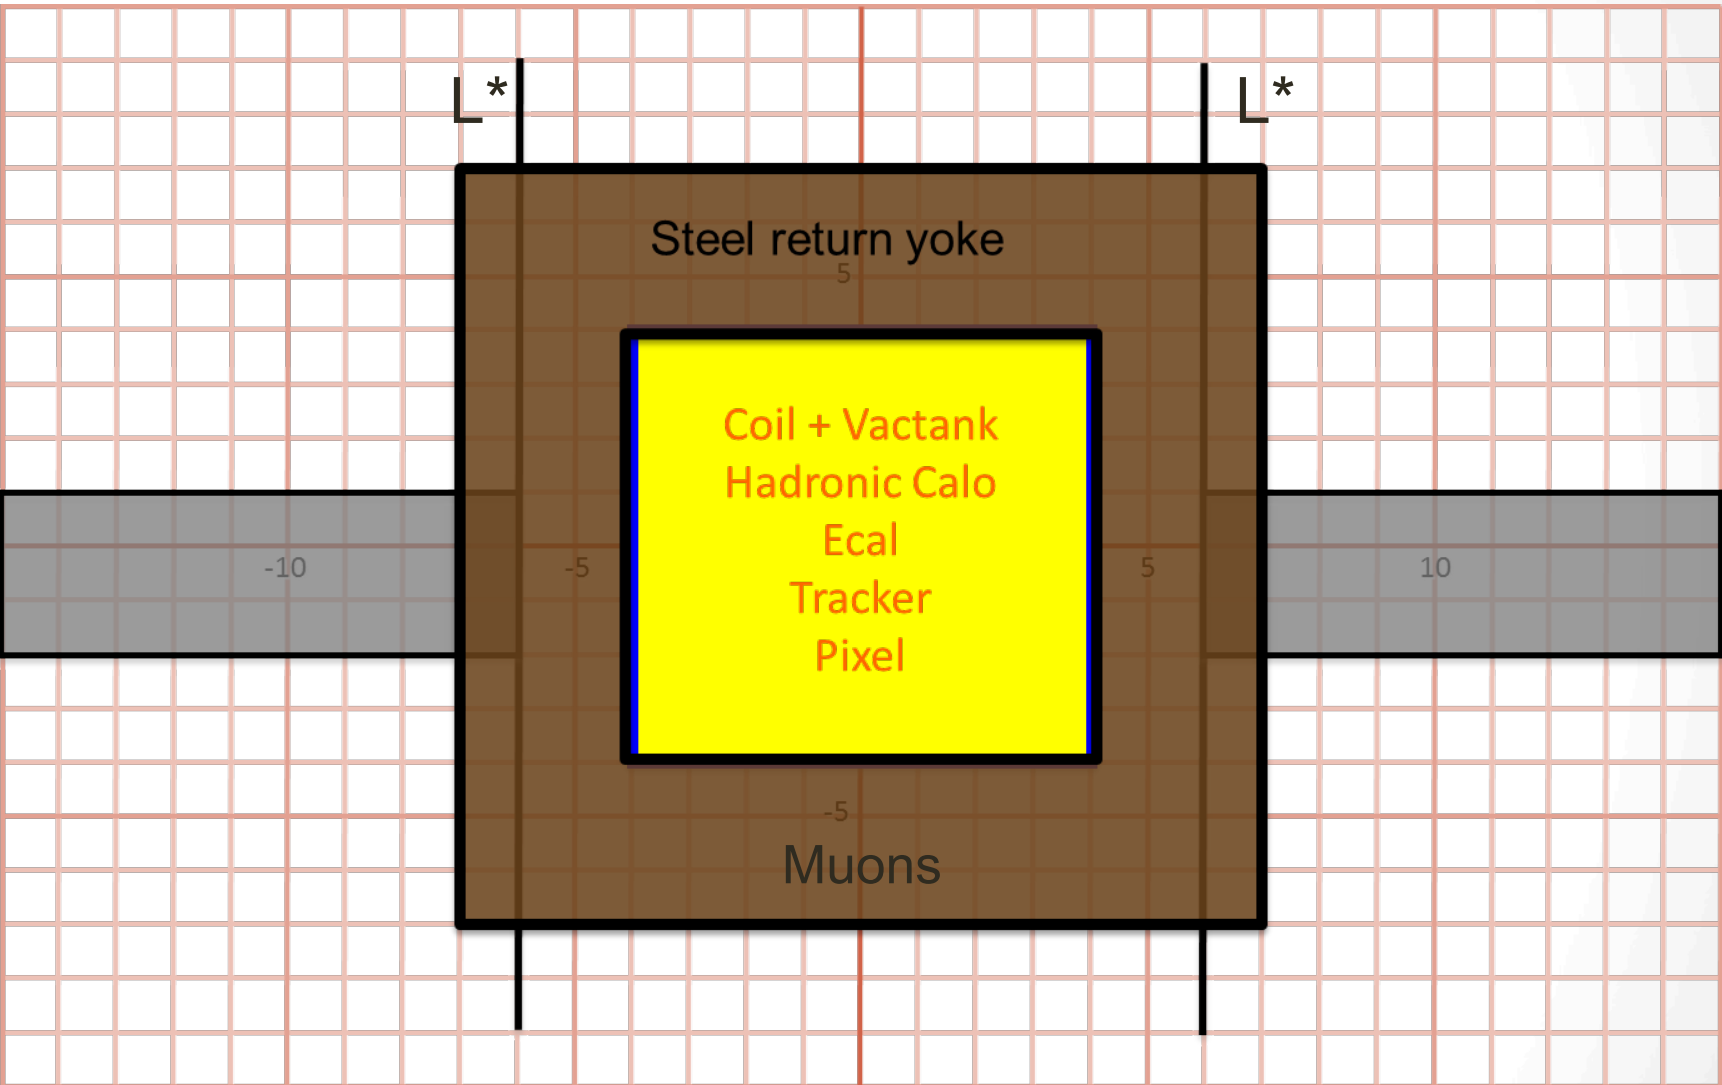 L*
L*
Steel return yoke
5
Coil + Vactank
Hadronic Calo
Ecal
Tracker
Pixel
-10
-5
5
10
-5
Muons